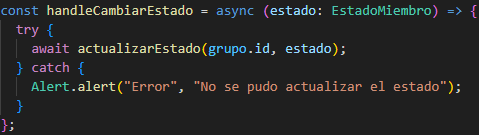 const handleCambiarEstado = async (estado: EstadoMiembro) => {
  try {
    await actualizarEstado(grupo.id, estado);
  } catch {
    Alert.alert("Error", "No se pudo actualizar el estado");
  }
};